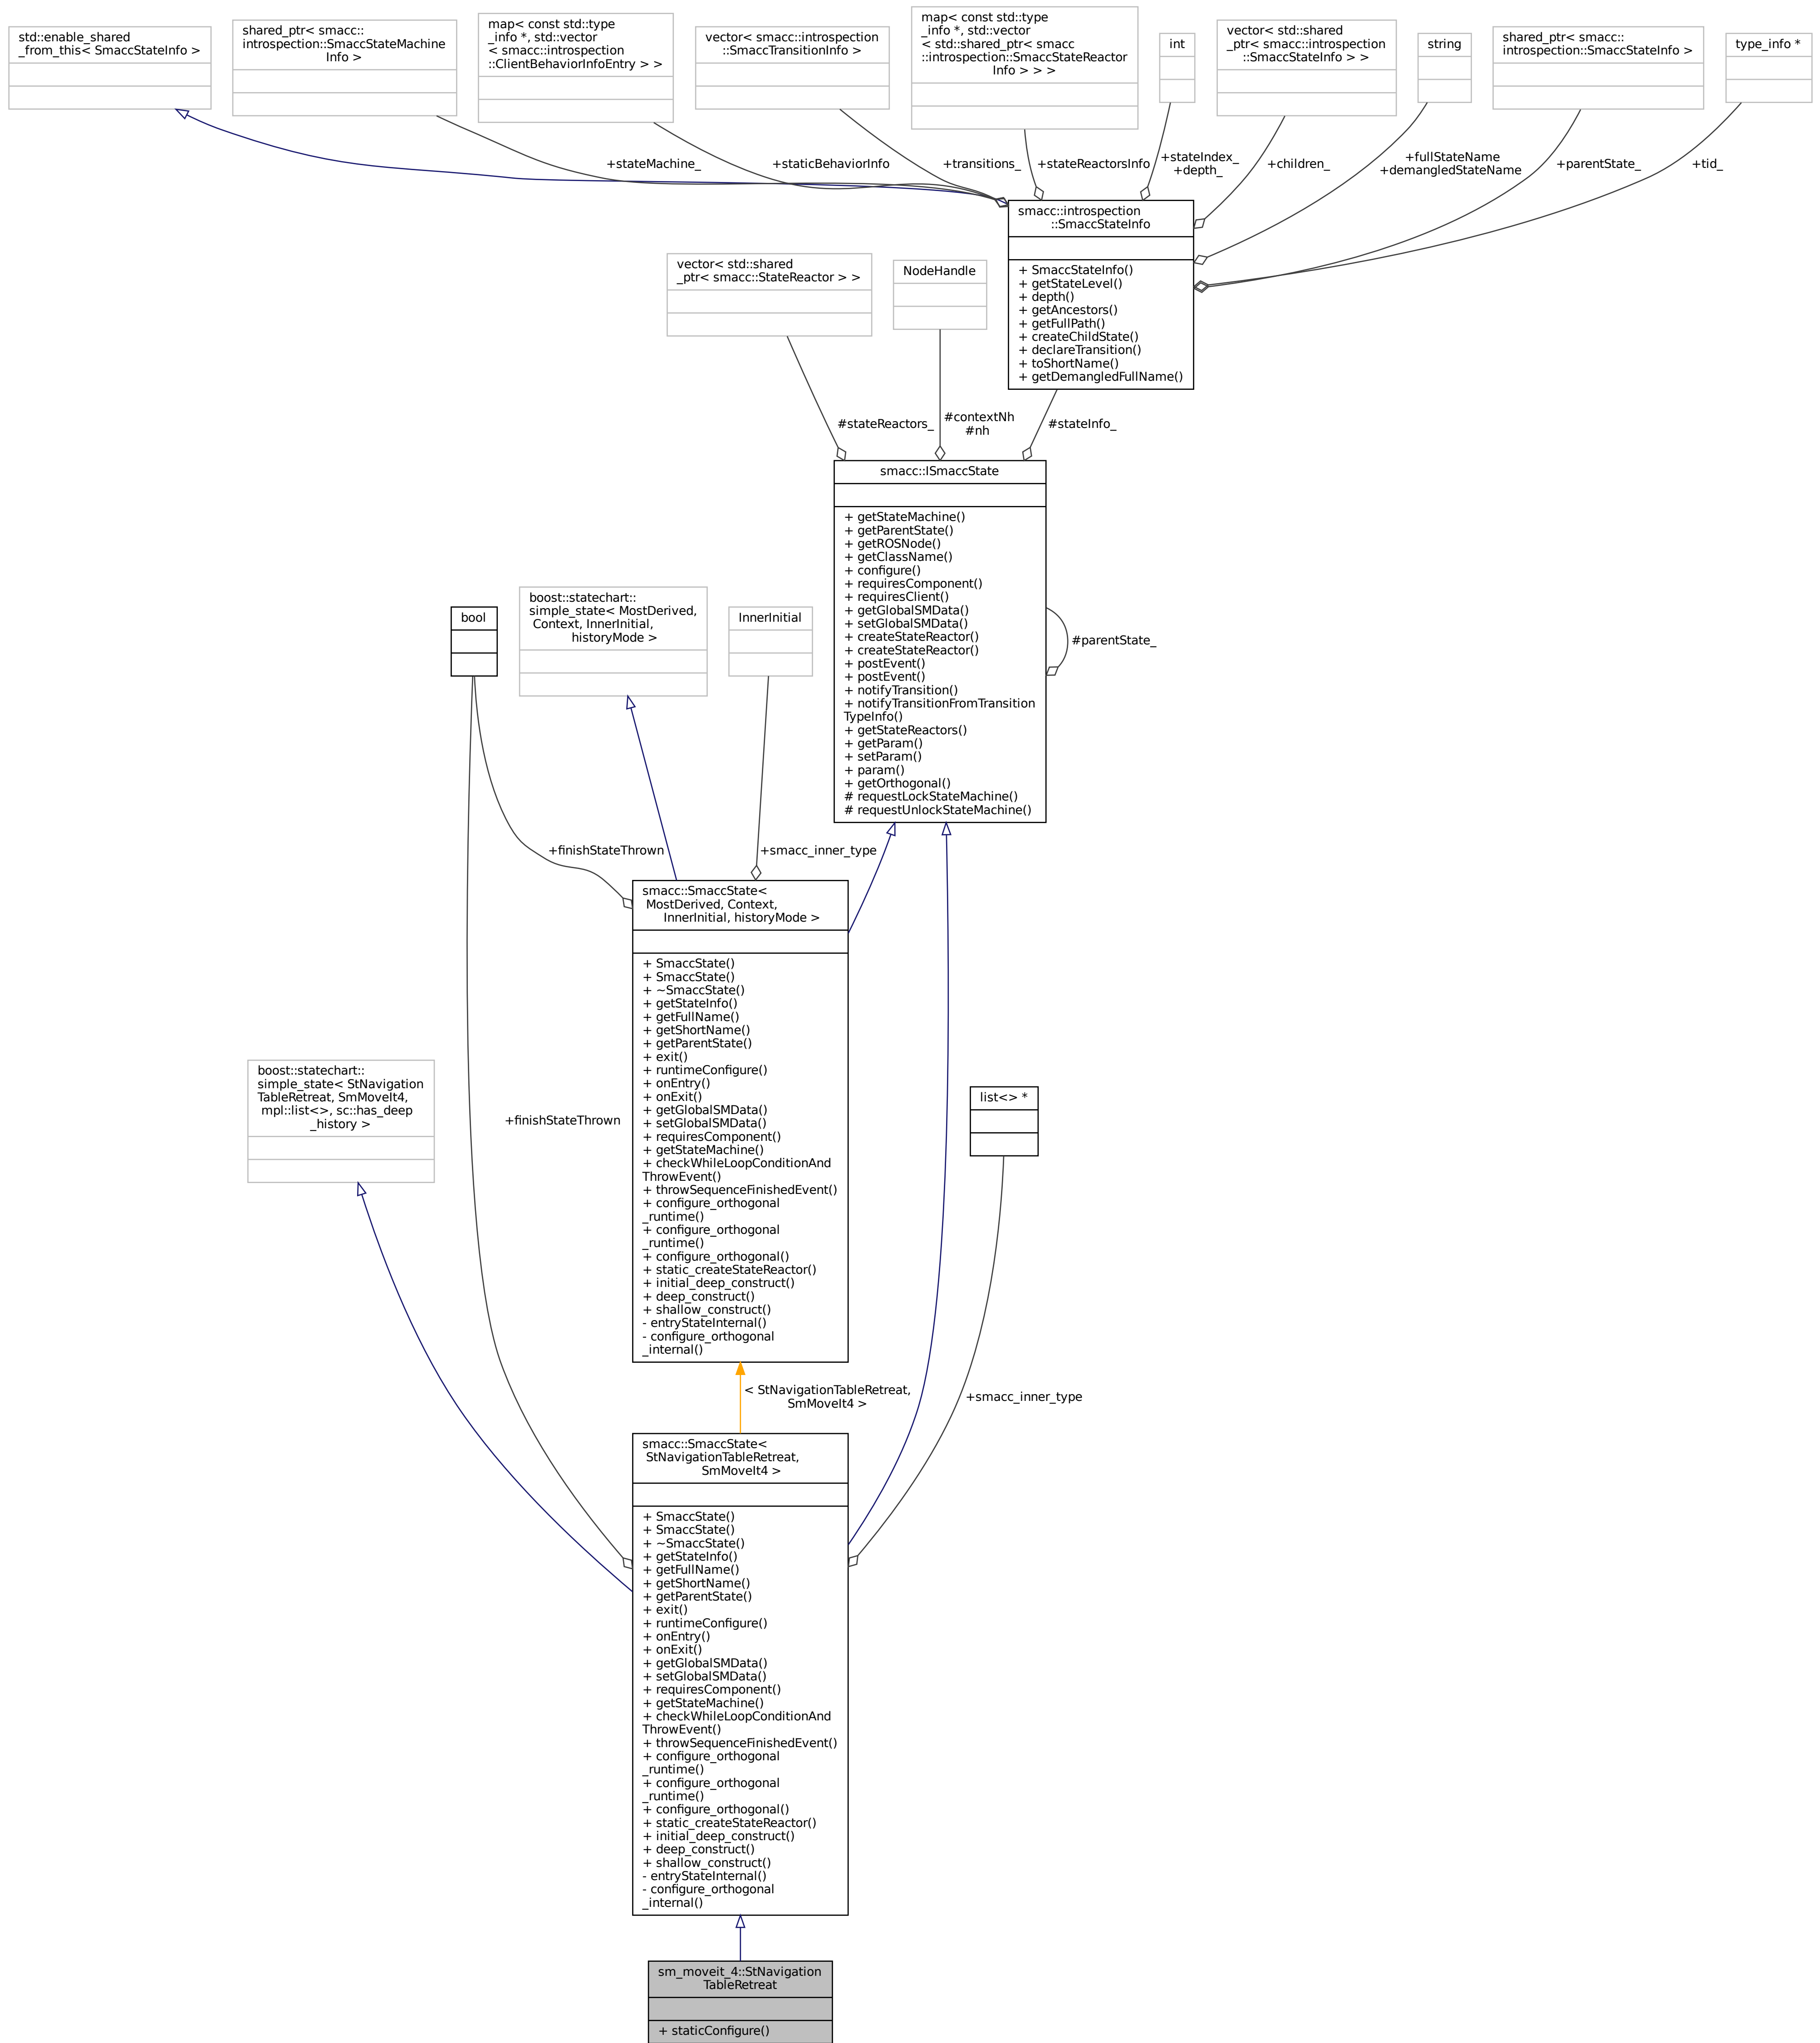 std::enable_shared
_from_this< SmaccStateInfo >
shared_ptr< smacc::
introspection::SmaccStateMachine
Info >
map< const std::type
_info *, std::vector
< smacc::introspection
::ClientBehaviorInfoEntry > >
vector< smacc::introspection
::SmaccTransitionInfo >
map< const std::type
_info *, std::vector
< std::shared_ptr< smacc
::introspection::SmaccStateReactor
Info > > >
int
vector< std::shared
_ptr< smacc::introspection
::SmaccStateInfo > >
string
shared_ptr< smacc::
introspection::SmaccStateInfo >
type_info *
+stateMachine_
+staticBehaviorInfo
+transitions_
+stateReactorsInfo
+stateIndex_
+depth_
+children_
+fullStateName
+demangledStateName
+parentState_
+tid_
smacc::introspection
::SmaccStateInfo
+ SmaccStateInfo()
+ getStateLevel()
+ depth()
+ getAncestors()
+ getFullPath()
+ createChildState()
+ declareTransition()
+ toShortName()
+ getDemangledFullName()
vector< std::shared
_ptr< smacc::StateReactor > >
NodeHandle
#stateReactors_
#contextNh
#nh
#stateInfo_
smacc::ISmaccState
+ getStateMachine()
+ getParentState()
+ getROSNode()
+ getClassName()
+ configure()
+ requiresComponent()
+ requiresClient()
+ getGlobalSMData()
+ setGlobalSMData()
+ createStateReactor()
+ createStateReactor()
+ postEvent()
+ postEvent()
+ notifyTransition()
+ notifyTransitionFromTransition
TypeInfo()
+ getStateReactors()
+ getParam()
+ setParam()
+ param()
+ getOrthogonal()
# requestLockStateMachine()
# requestUnlockStateMachine()
#parentState_
bool
boost::statechart::
simple_state< MostDerived,
Context, InnerInitial,
historyMode >
InnerInitial
+finishStateThrown
+smacc_inner_type
smacc::SmaccState<
MostDerived, Context,
InnerInitial, historyMode >
+ SmaccState()
+ SmaccState()
+ ~SmaccState()
+ getStateInfo()
+ getFullName()
+ getShortName()
+ getParentState()
+ exit()
+ runtimeConfigure()
+ onEntry()
+ onExit()
+ getGlobalSMData()
+ setGlobalSMData()
+ requiresComponent()
+ getStateMachine()
+ checkWhileLoopConditionAnd
ThrowEvent()
+ throwSequenceFinishedEvent()
+ configure_orthogonal
_runtime()
+ configure_orthogonal
_runtime()
+ configure_orthogonal()
+ static_createStateReactor()
+ initial_deep_construct()
+ deep_construct()
+ shallow_construct()
- entryStateInternal()
- configure_orthogonal
_internal()
boost::statechart::
simple_state< StNavigation
TableRetreat, SmMoveIt4,
mpl::list<>, sc::has_deep
_history >
+finishStateThrown
list<> *
< StNavigationTableRetreat,
SmMoveIt4 >
+smacc_inner_type
smacc::SmaccState<
StNavigationTableRetreat,
SmMoveIt4 >
+ SmaccState()
+ SmaccState()
+ ~SmaccState()
+ getStateInfo()
+ getFullName()
+ getShortName()
+ getParentState()
+ exit()
+ runtimeConfigure()
+ onEntry()
+ onExit()
+ getGlobalSMData()
+ setGlobalSMData()
+ requiresComponent()
+ getStateMachine()
+ checkWhileLoopConditionAnd
ThrowEvent()
+ throwSequenceFinishedEvent()
+ configure_orthogonal
_runtime()
+ configure_orthogonal
_runtime()
+ configure_orthogonal()
+ static_createStateReactor()
+ initial_deep_construct()
+ deep_construct()
+ shallow_construct()
- entryStateInternal()
- configure_orthogonal
_internal()
sm_moveit_4::StNavigation
TableRetreat
+ staticConfigure()